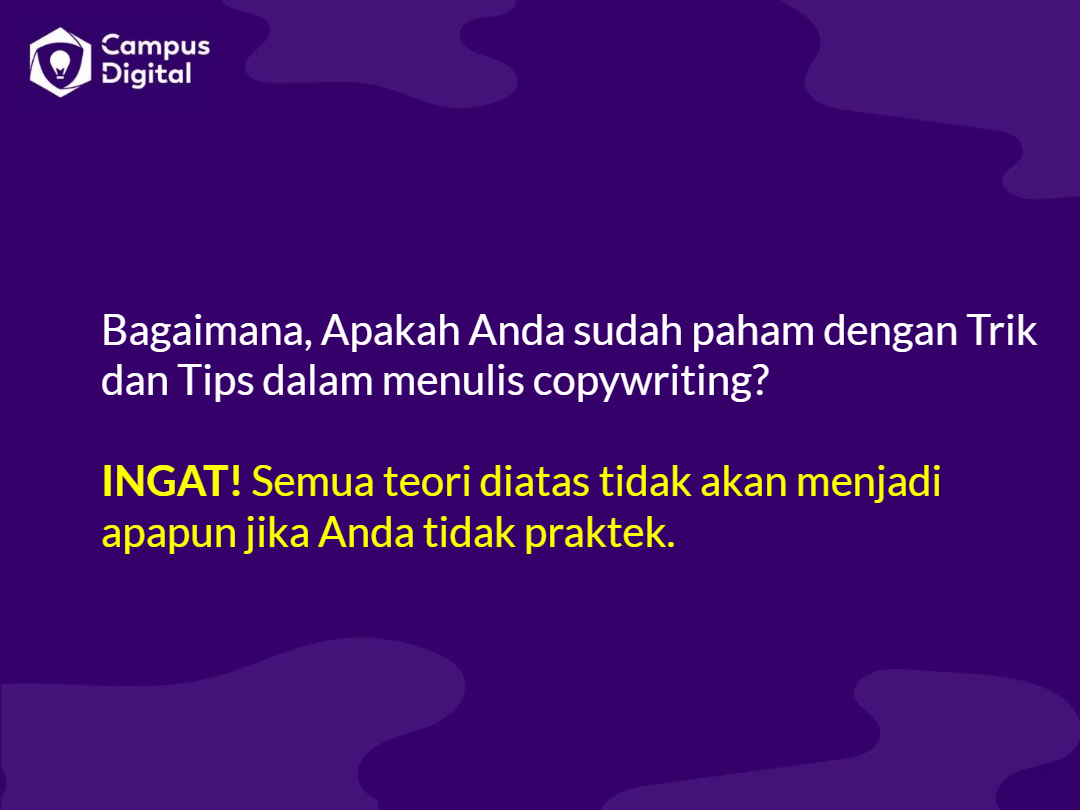 Campus
Digital
Bagaimana, Apakah Anda sudah paham dengan Trik
dan Tips dalam menulis copywriting?
INGAT! Semua teori diatas tidak akan menjadi
apapun jika Anda tidak praktek.